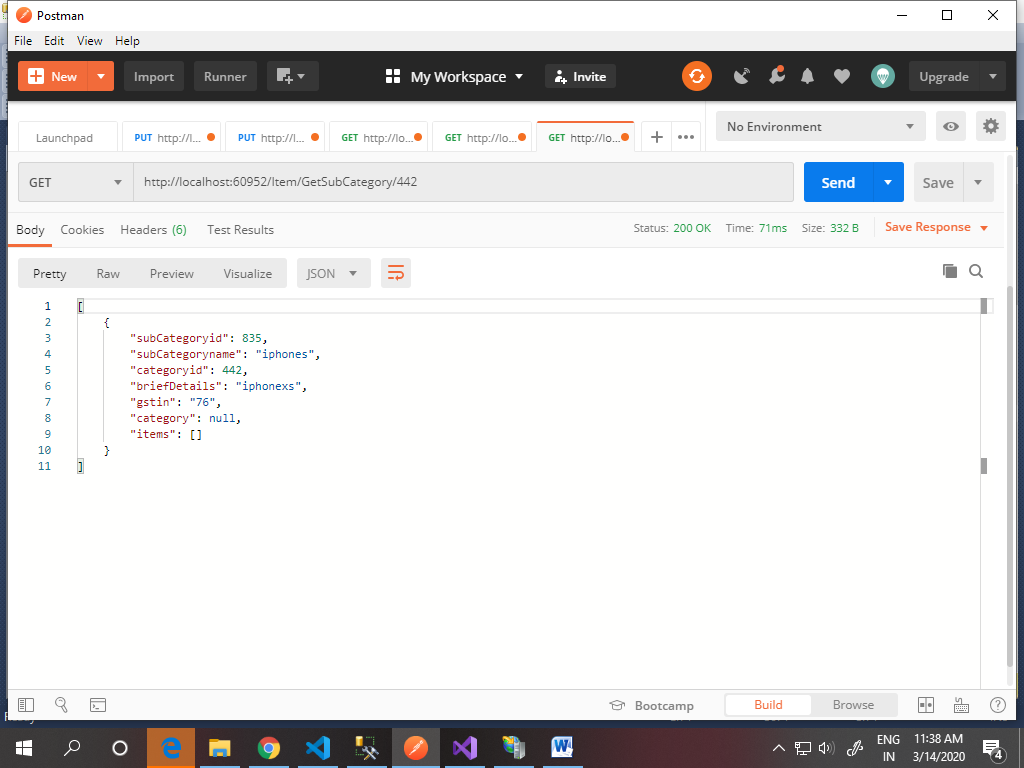 Postman
File Edit View Help
New Import Runner My Workspace Invite Upgrade
Launchpad PUT http://l... PUT http://l... GET http://lo... GET http://lo... GET http://lo... No Environment
GET http://localhost:60952/Item/GetSubCategory/442 Send Save
Body Cookies Headers (6) Test Results Status: 200 OK Time: 71ms Size: 332 B Save Response
Pretty Raw Preview Visualize JSON
1 [
2 {
3 "subCategoryid": 835,
4 "subCategoryname": "iphones",
5 "categoryid": 442,
6 "briefDetails": "iphonexs",
7 "gstin": "76",
8 "category": null,
9 "items": []
10 }
11 ]
Bootcamp Build Browse
ENG 11:38 AM
IN 3/14/2020 4